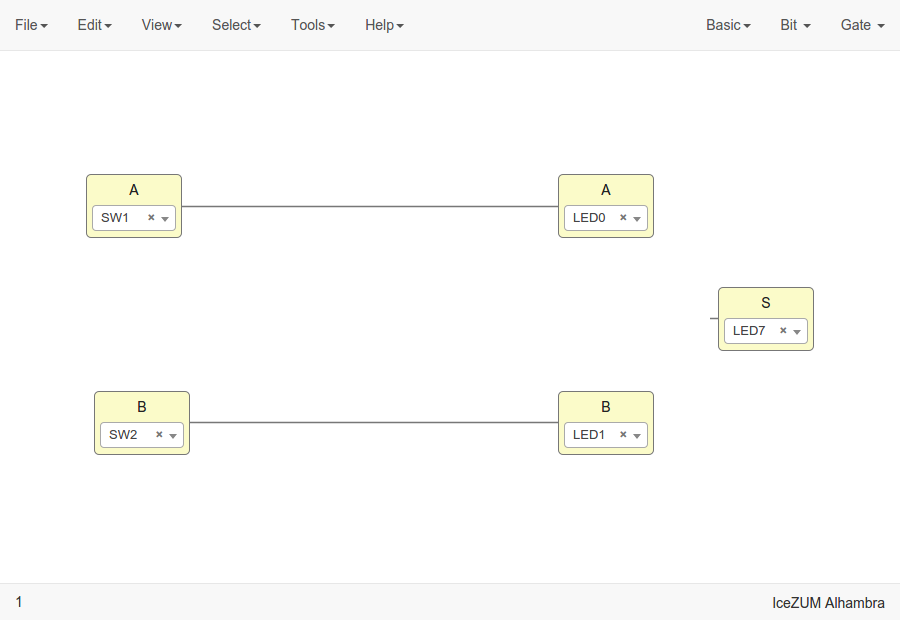 File Edit View Select Tools Help Basic Bit Gate
A A
SW1 × LED0 ×
S
LED7 ×
B B
SW2 × LED1 ×
1 IceZUM Alhambra